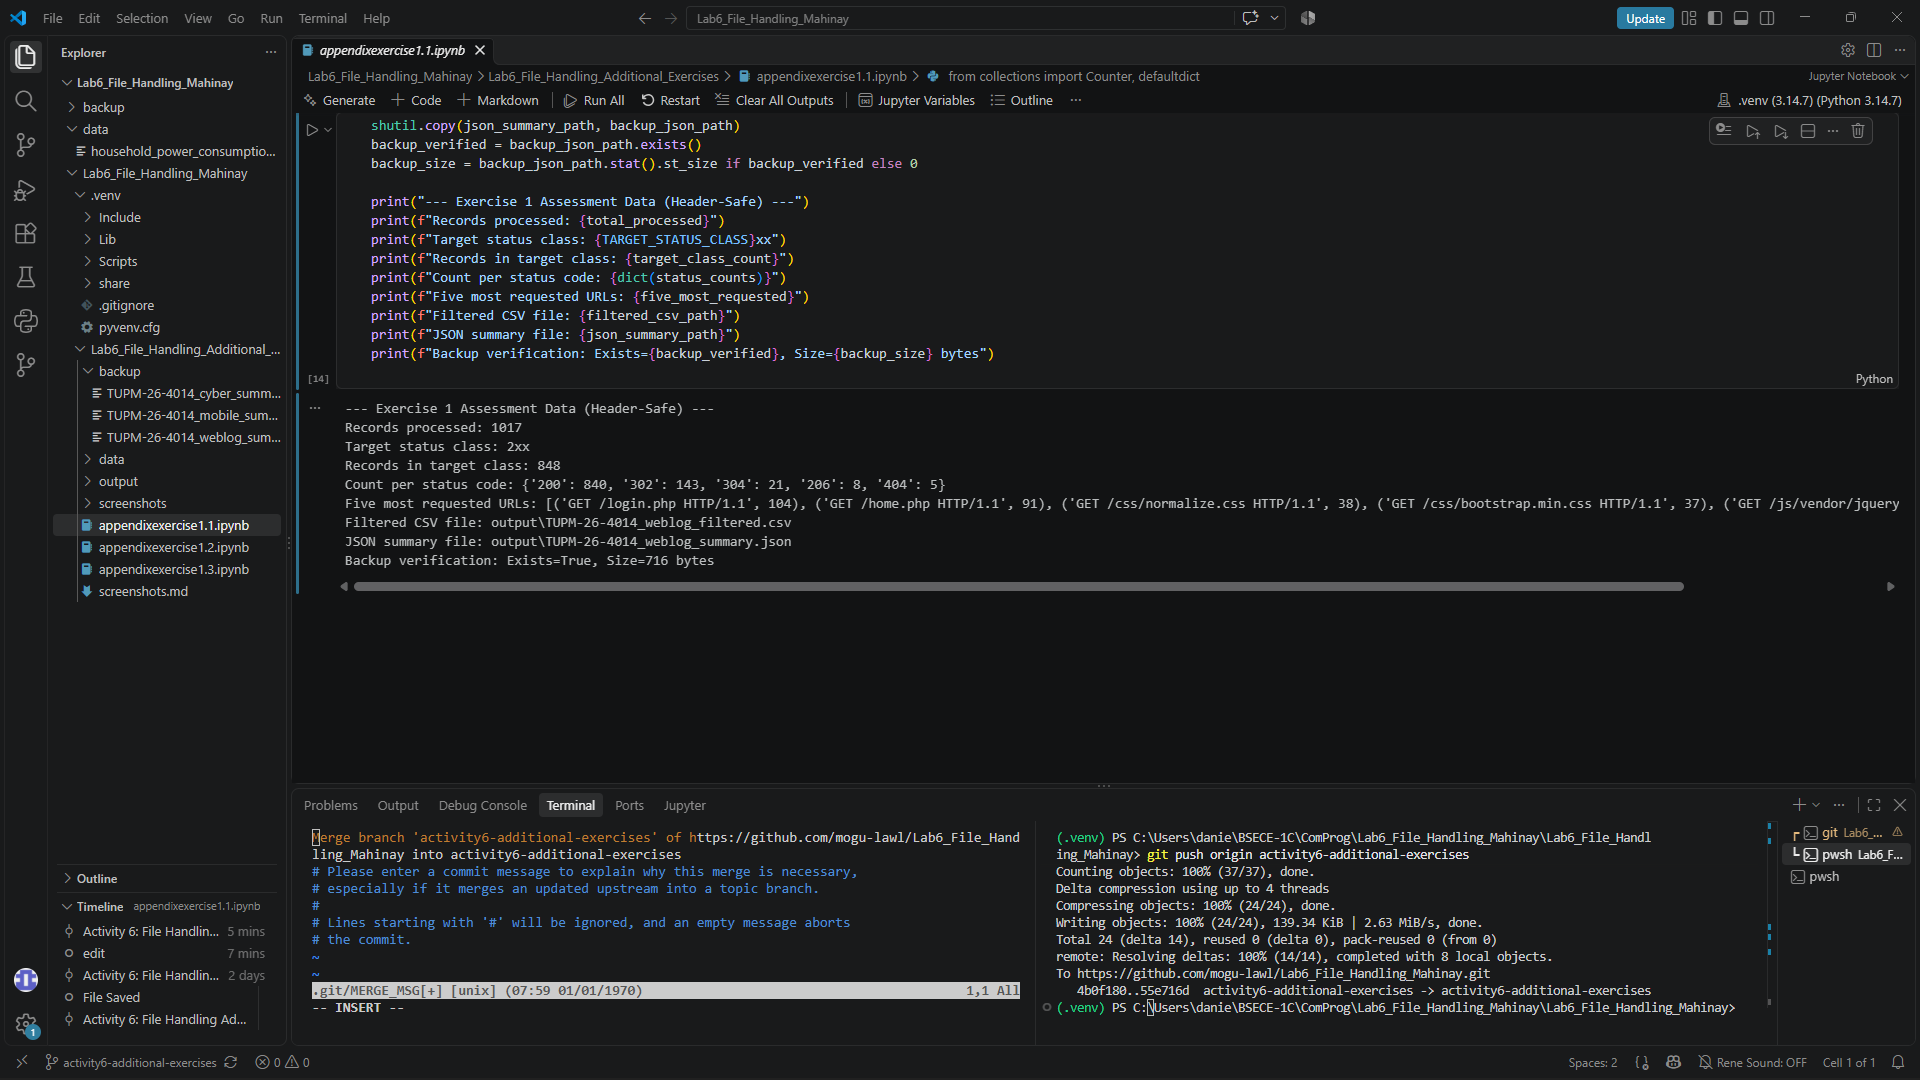 File Edit Selection View Go Run Terminal Help
Lab6_File_Handling_Mahinay
Update
Explorer
Lab6_File_Handling_Mahinay
backup
data
household_power_consumptio...
Lab6_File_Handling_Mahinay
.venv
Include
Lib
Scripts
share
.gitignore
pyvenv.cfg
Lab6_File_Handling_Additional_...
backup
TUPM-26-4014_cyber_summ...
TUPM-26-4014_mobile_sum...
TUPM-26-4014_weblog_sum...
data
output
screenshots
appendixexercise1.1.ipynb
appendixexercise1.2.ipynb
appendixexercise1.3.ipynb
screenshots.md
Outline
Timeline appendixexercise1.1.ipynb
Activity 6: File Handlin... 5 mins
edit 7 mins
Activity 6: File Handlin... 2 days
File Saved
Activity 6: File Handling Ad...
1
appendixexercise1.1.ipynb
Lab6_File_Handling_Mahinay > Lab6_File_Handling_Additional_Exercises > appendixexercise1.1.ipynb > from collections import Counter, defaultdict
Jupyter Notebook
Generate + Code + Markdown Run All Restart Clear All Outputs Jupyter Variables Outline ...
.venv (3.14.7) (Python 3.14.7)
shutil.copy(json_summary_path, backup_json_path)
backup_verified = backup_json_path.exists()
backup_size = backup_json_path.stat().st_size if backup_verified else 0
print("--- Exercise 1 Assessment Data (Header-Safe) ---")
print(f"Records processed: {total_processed}")
print(f"Target status class: {TARGET_STATUS_CLASS}xx")
print(f"Records in target class: {target_class_count}")
print(f"Count per status code: {dict(status_counts)}")
print(f"Five most requested URLs: {five_most_requested}")
print(f"Filtered CSV file: {filtered_csv_path}")
print(f"JSON summary file: {json_summary_path}")
print(f"Backup verification: Exists={backup_verified}, Size={backup_size} bytes")
[14]
Python
--- Exercise 1 Assessment Data (Header-Safe) ---
Records processed: 1017
Target status class: 2xx
Records in target class: 848
Count per status code: {'200': 840, '302': 143, '304': 21, '206': 8, '404': 5}
Five most requested URLs: [('GET /login.php HTTP/1.1', 104), ('GET /home.php HTTP/1.1', 91), ('GET /css/normalize.css HTTP/1.1', 38), ('GET /css/bootstrap.min.css HTTP/1.1', 37), ('GET /js/vendor/jquery
Filtered CSV file: output\TUPM-26-4014_weblog_filtered.csv
JSON summary file: output\TUPM-26-4014_weblog_summary.json
Backup verification: Exists=True, Size=716 bytes
Problems Output Debug Console Terminal Ports Jupyter
Merge branch 'activity6-additional-exercises' of https://github.com/mogu-lawl/Lab6_File_Hand
ling_Mahinay into activity6-additional-exercises
# Please enter a commit message to explain why this merge is necessary,
# especially if it merges an updated upstream into a topic branch.
#
# Lines starting with '#' will be ignored, and an empty message aborts
# the commit.
~
~
.git/MERGE_MSG[+] [unix] (07:59 01/01/1970) 1,1 All
-- INSERT --
(.venv) PS C:\Users\danie\BSECE-1C\ComProg\Lab6_File_Handling_Mahinay\Lab6_File_Handl
ing_Mahinay> git push origin activity6-additional-exercises
Counting objects: 100% (37/37), done.
Delta compression using up to 4 threads
Compressing objects: 100% (24/24), done.
Writing objects: 100% (24/24), 139.34 KiB | 2.63 MiB/s, done.
Total 24 (delta 14), reused 0 (delta 0), pack-reused 0 (from 0)
remote: Resolving deltas: 100% (14/14), completed with 8 local objects.
To https://github.com/mogu-lawl/Lab6_File_Handling_Mahinay.git
4b0f180..55e716d activity6-additional-exercises -> activity6-additional-exercises
(.venv) PS C:\Users\danie\BSECE-1C\ComProg\Lab6_File_Handling_Mahinay\Lab6_File_Handling_Mahinay>
git Lab6_...
pwsh Lab6_F...
pwsh
activity6-additional-exercises 0 0
Spaces: 2 Rene Sound: OFF Cell 1 of 1